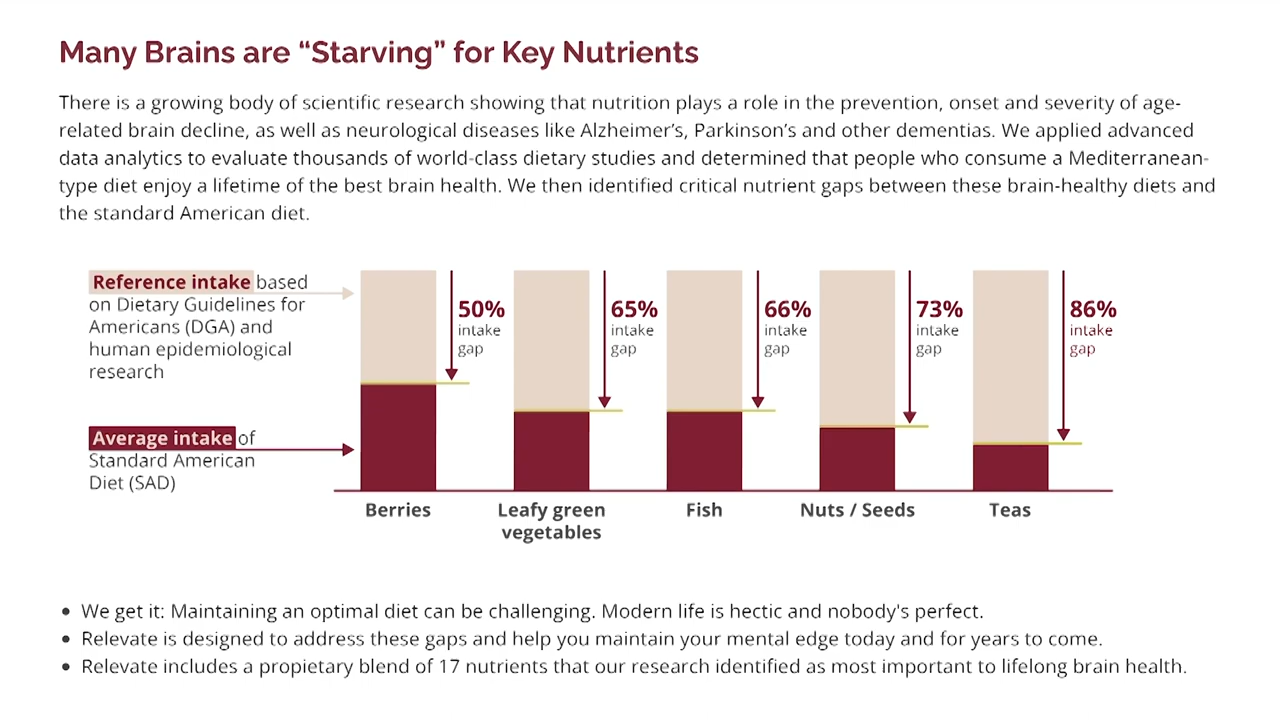 Many Brains are “Starving” for Key Nutrients
There is a growing body of scientific research showing that nutrition plays a role in the prevention, onset and severity of age-
related brain decline, as well as neurological diseases like Alzheimer’s, Parkinson’s and other dementias. We applied advanced
data analytics to evaluate thousands of world-class dietary studies and determined that people who consume a Mediterranean-
type diet enjoy a lifetime of the best brain health. We then identified critical nutrient gaps between these brain-healthy diets and
the standard American diet.
Reference intake based
on Dietary Guidelines for
Americans (DGA) and
human epidemiological
research
Average intake of
Standard American
Diet (SAD)
50%
intake
gap
65%
intake
gap
66%
intake
gap
73%
intake
gap
86%
intake
gap
Berries
Leafy green
vegetables
Fish
Nuts / Seeds
Teas
• We get it: Maintaining an optimal diet can be challenging. Modern life is hectic and nobody's perfect.
• Relevate is designed to address these gaps and help you maintain your mental edge today and for years to come.
• Relevate includes a propietary blend of 17 nutrients that our research identified as most important to lifelong brain health.